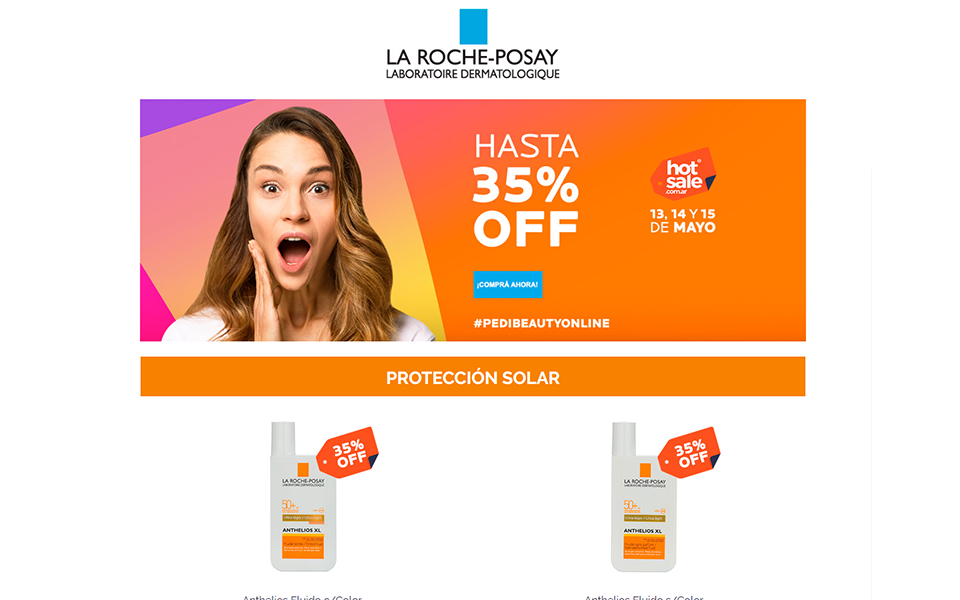 LA ROCHE-POSAY
LABORATOIRE DERMATOLOGIQUE
HASTA
35%
OFF
hot
sale
.com.ar
13, 14 Y 15
DE MAYO
¡COMPRÁ AHORA!
#PEDIBEAUTYONLINE
PROTECCIÓN SOLAR
35%
OFF
LA ROCHE-POSAY
LABORATOIRE DERMATOLOGIQUE
50+
ANTHELIOS XL
35%
OFF
LA ROCHE-POSAY
LABORATOIRE DERMATOLOGIQUE
50+
ANTHELIOS XL
Anthelios Fluido c/Color
Anthelios Fluido s/Color